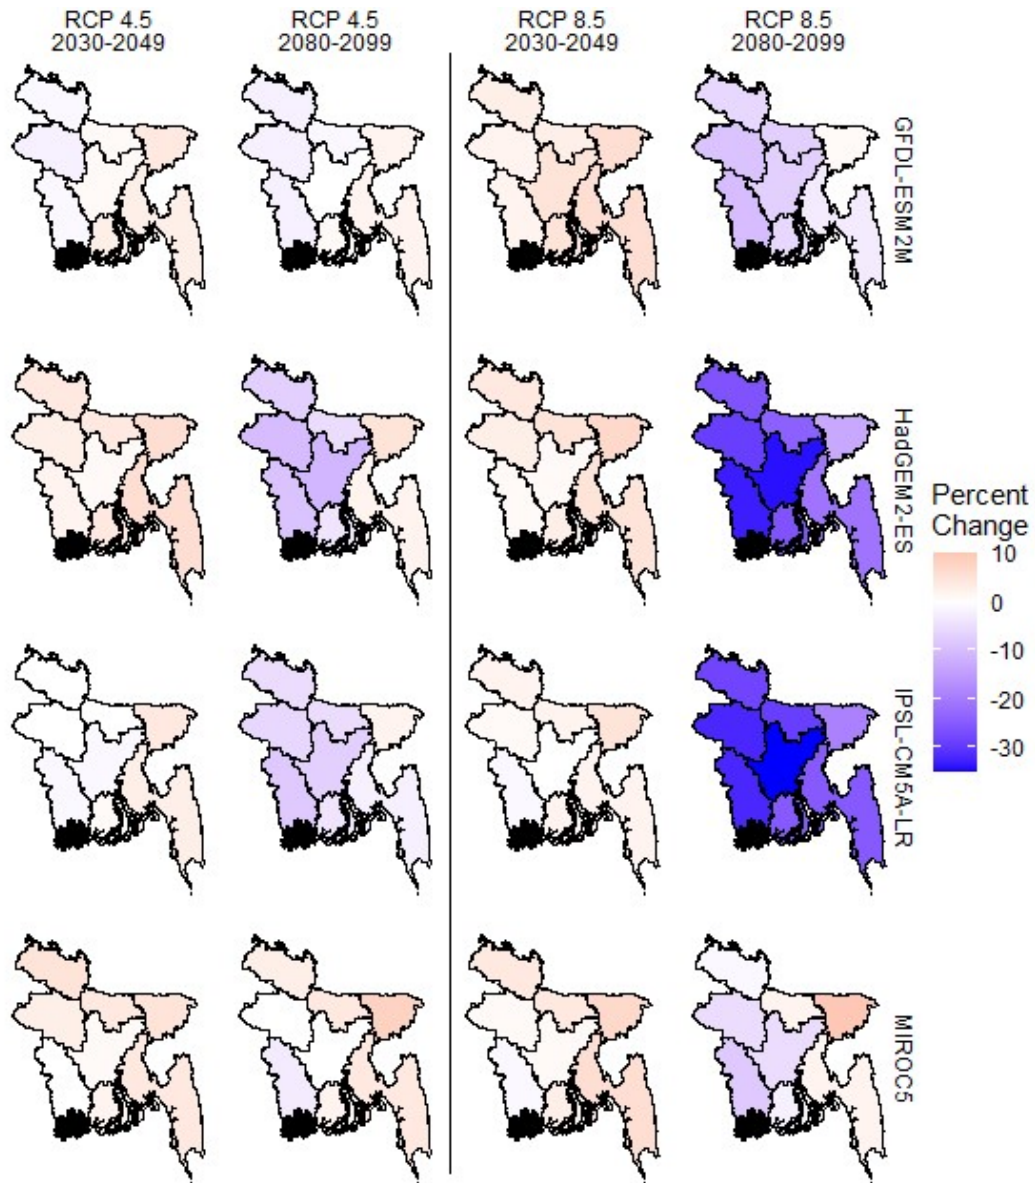 RCP 4.5
2030-2049
RCP 4.5
2080-2099
RCP 8.5
2030-2049
RCP 8.5
2080-2099
GFDL-ESM2M
HadGEM2-ES
IPSL-CM5A-LR
MIROC5
Percent
Change
10
0
-10
-20
-30